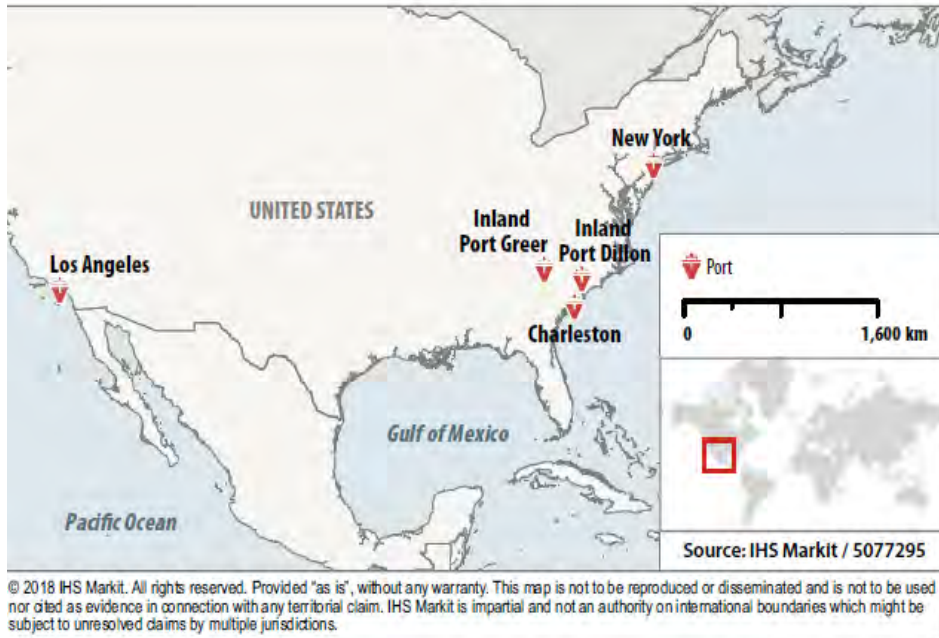 New York
UNITED STATES
Inland
Port Greer
Inland
Port Dillon
Los Angeles
Charleston
Port
0
1,600 km
Gulf of Mexico
Pacific Ocean
Source: IHS Markit / 5077295
© 2018 IHS Markit. All rights reserved. Provided "as is", without any warranty. This map is not to be reproduced or disseminated and is not to be used
nor cited as evidence in connection with any territorial claim. IHS Markit is impartial and not an authority on international boundaries which might be
subject to unresolved claims by multiple jurisdictions.